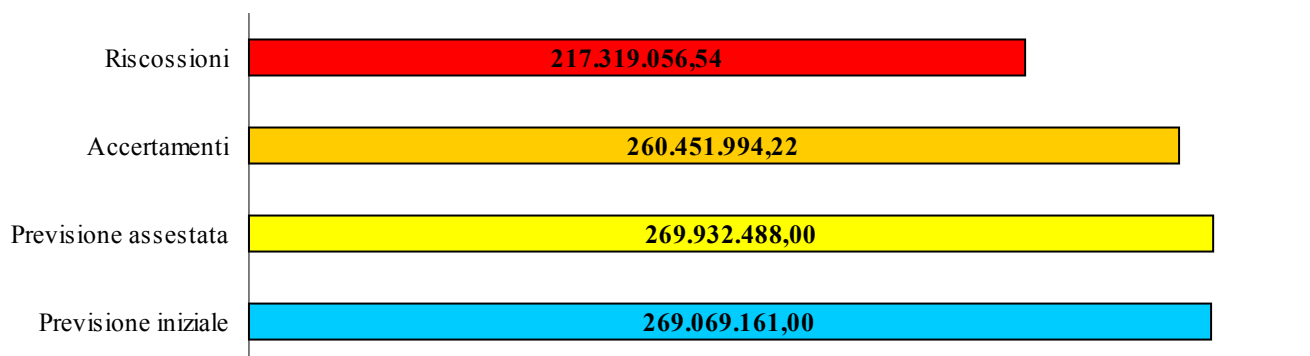 Riscossioni 217.319.056,54
Accertamenti 260.451.994,22
Previsione assestata 269.932.488,00
Previsione iniziale 269.069.161,00